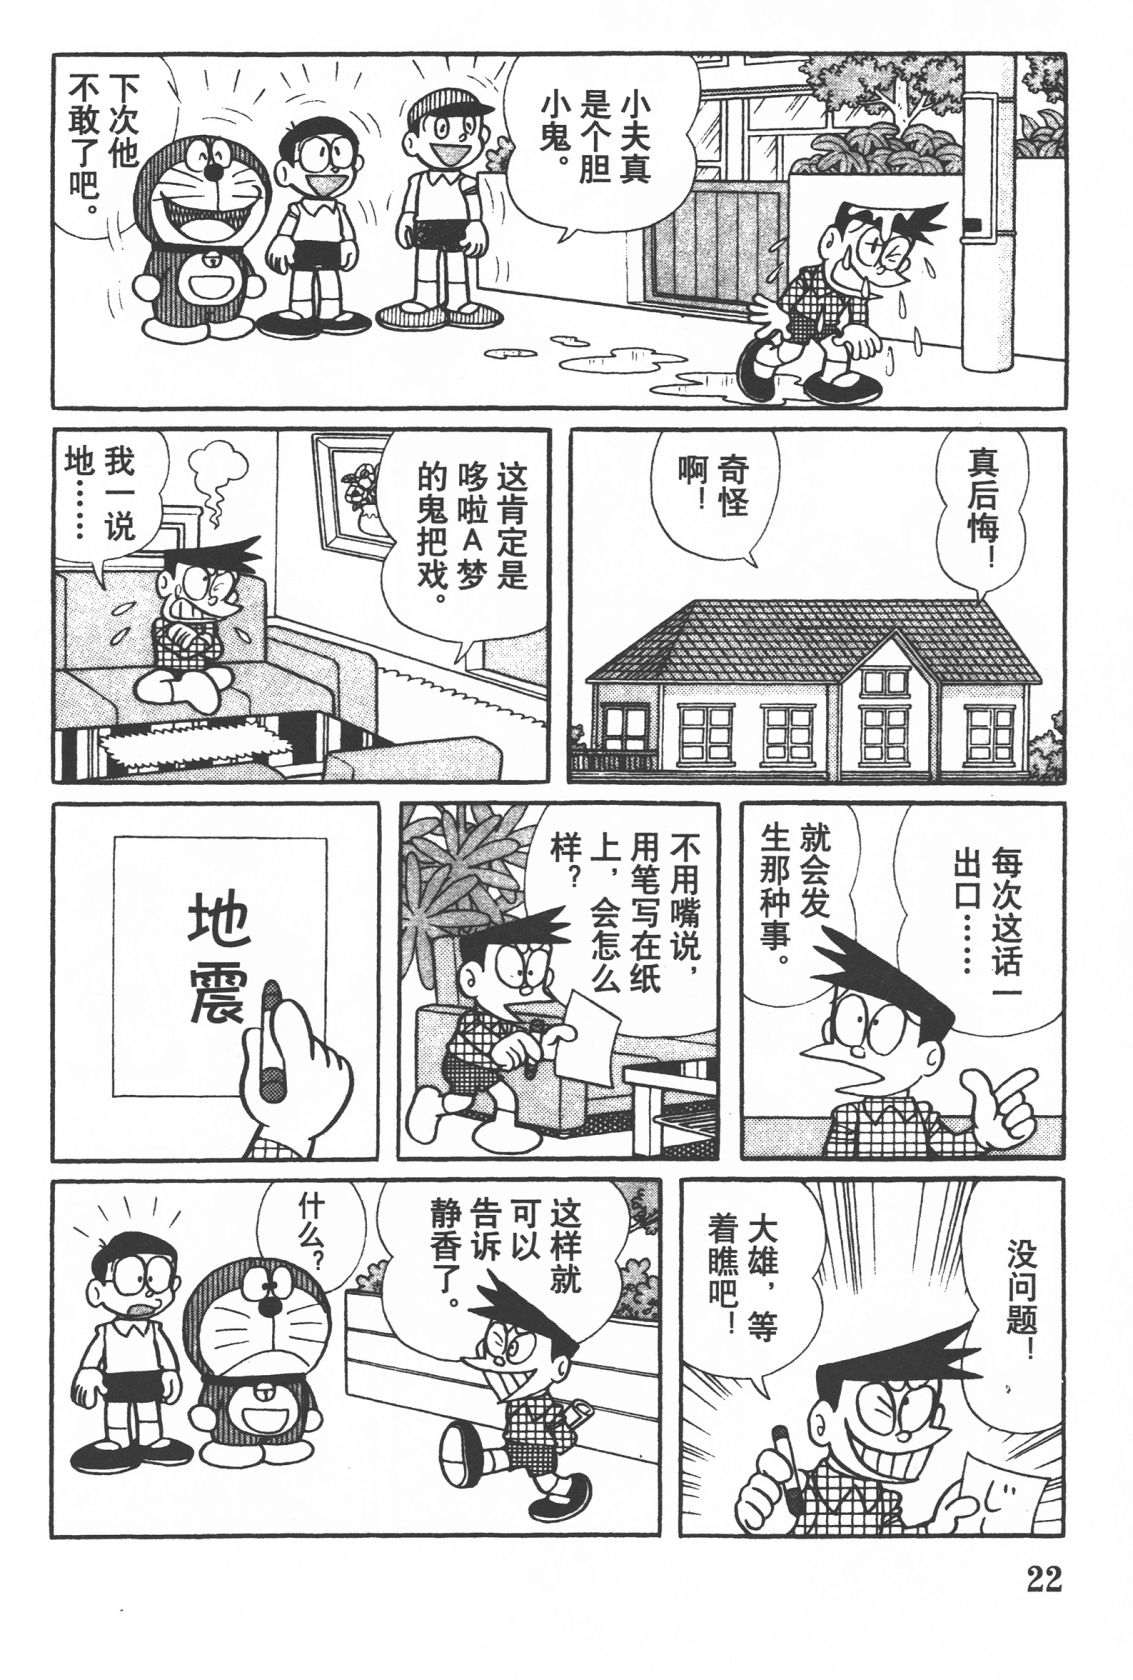 小夫真
是个胆
小鬼。
下次他
不敢了吧。
真后悔！
奇怪
啊！
这肯定是
哆啦A梦
的鬼把戏。
我一说
地……
每次这话一
出口……
就会发
生那种事。
不用嘴说，
用笔写在纸
上，会怎么
样？
地震
没问题！
大雄，等
着瞧吧！
这样就
可以
告诉
静香了。
什么？
22